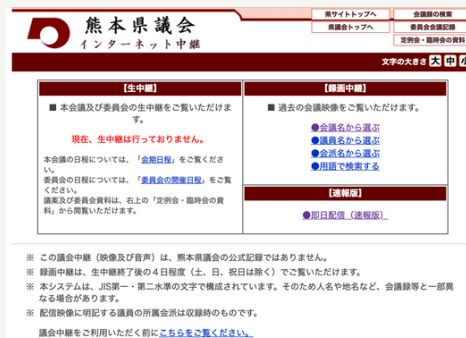 熊本県議会
インターネット中継
県サイトトップへ
会議録の検索
県議会トップへ
委員会会議記録
定例会・臨時会の資料
文字の大きさ 大 中 小
【生中継】
■ 本会議及び委員会の生中継をご覧いただけま
す。
現在、生中継は行っておりません。
本会議の日程については、「会期日程」をご覧くださ
い。
委員会の日程については、「委員会の開催日程」をご覧
ください。
議案及び委員会資料は、右上の「定例会・臨時会の資
料」から閲覧いただけます。
【録画中継】
■ 過去の会議映像をご覧いただけます。
●会議名から選ぶ
●議員名から選ぶ
●会派名から選ぶ
●用語で検索する
【速報版】
●即日配信（速報版）
※ この議会中継（映像及び音声）は、熊本県議会の公式記録ではありません。
※ 録画中継は、生中継終了後の４日程度（土、日、祝日は除く）でご覧いただけます。
※ 本システムは、JIS第一・第二水準の文字で構成されています。そのため人名や地名など、会議録等と一部異
なる場合があります。
※ 配信映像に明記する議員の所属会派は収録時のものです。
議会中継をご利用いただく前にこちらをご覧ください。